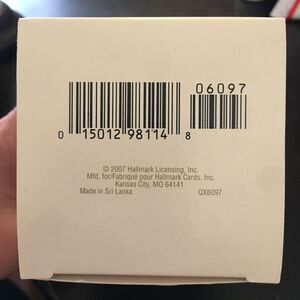 06097
0 15012 98114 8
© 2007 Hallmark Licensing, Inc.
Mfd. for/Fabriqué pour Hallmark Cards, Inc.
Kansas City, MO 64141
Made in Sri Lanka QX6097